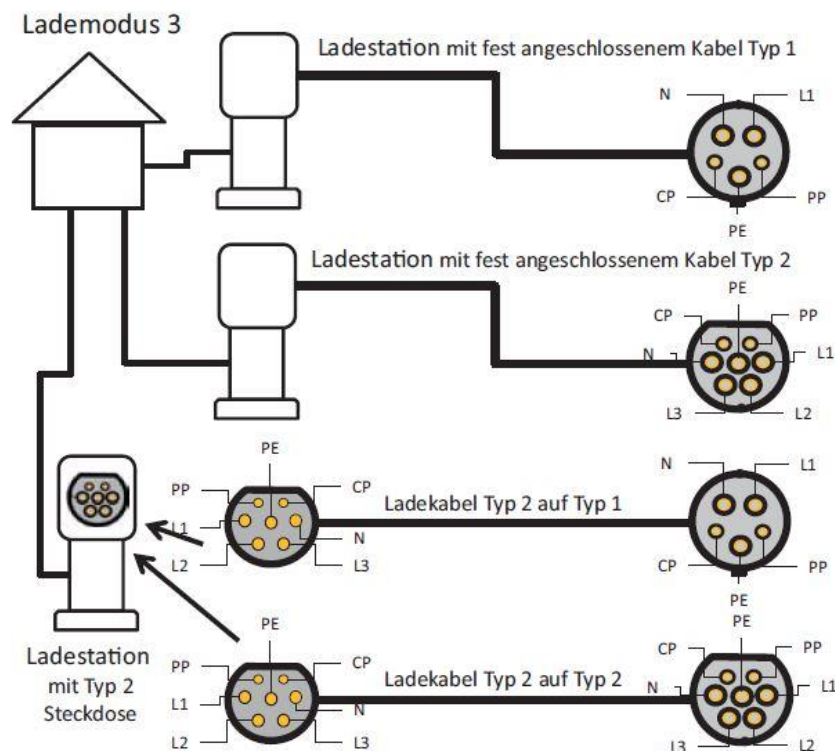 Lademodus 3
Ladestation mit fest angeschlossenem Kabel Typ 1
N
L1
CP
PP
PE
Ladestation mit fest angeschlossenem Kabel Typ 2
PE
CP
PP
N
L1
L3
L2
PE
PP
CP
L1
N
L2
L3
Ladekabel Typ 2 auf Typ 1
N
L1
CP
PP
PE
Ladestation
mit Typ 2
Steckdose
PE
PP
CP
L1
N
L2
L3
Ladekabel Typ 2 auf Typ 2
PE
CP
PP
N
L1
L3
L2